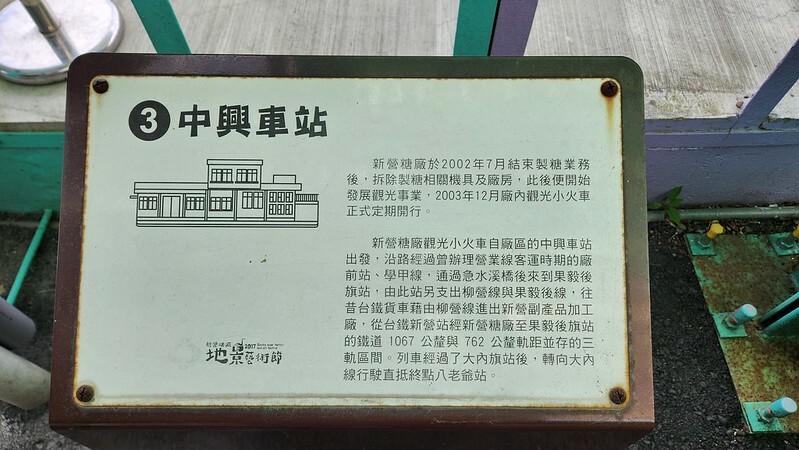 3 中興車站
新營糖廠於2002年7月結束製糖業務
後，拆除製糖相關機具及廠房，此後便開始
發展觀光事業，2003年12月廠內觀光小火車
正式定期開行。
新營糖廠觀光小火車自廠區的中興車站
出發，沿路經過曾辦理營業線客運時期的廠
前站、學甲線，通過急水溪橋後來到果毅後
旗站，由此站另支出柳營線與果毅後線，往
昔台鐵貨車藉由柳營線進出新營副產品加工
廠，從台鐵新營站經新營糖廠至果毅後旗站
的鐵道 1067 公釐與 762 公釐軌距並存的三
軌區間。列車經過了大內旗站後，轉向大內
線行駛直抵終點八老爺站。
2017
地景藝術節